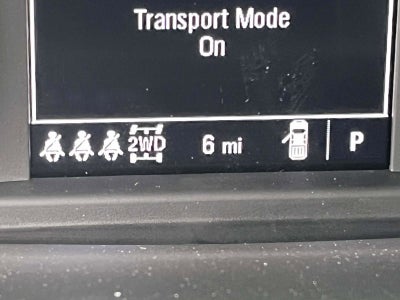 Transport Mode
On
2WD 6 mi P